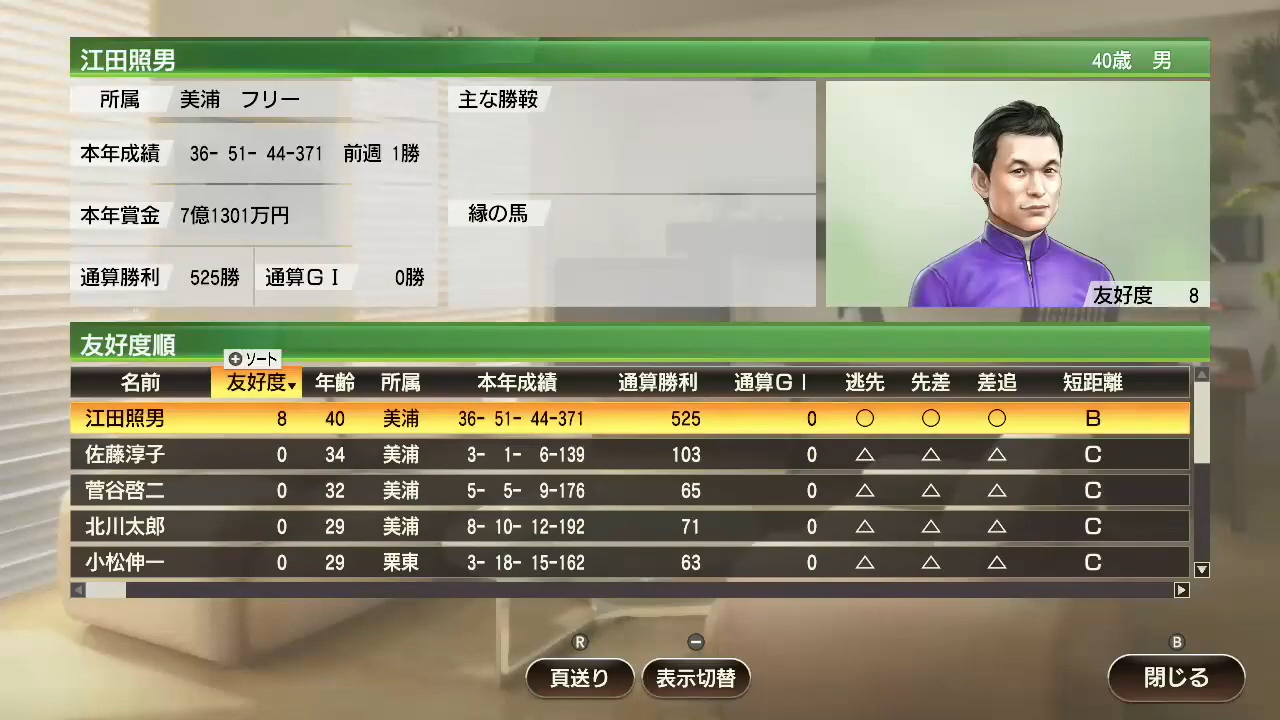 江田照男 40歳 男
所属 美浦 フリー 主な勝鞍
本年成績 36- 51- 44-371 前週 1勝
本年賞金 7億1301万円 縁の馬
通算勝利 525勝 通算GⅠ 0勝
友好度 8
友好度順
ソート
名前 友好度▼ 年齢 所属 本年成績 通算勝利 通算GⅠ 逃先 先差 差追 短距離
江田照男 8 40 美浦 36- 51- 44-371 525 0 ○ ○ ○ B
佐藤淳子 0 34 美浦 3- 1- 6-139 103 0 △ △ △ C
菅谷啓二 0 32 美浦 5- 5- 9-176 65 0 △ △ △ C
北川太郎 0 29 美浦 8- 10- 12-192 71 0 △ △ △ C
小松伸一 0 29 栗東 3- 18- 15-162 63 0 △ △ △ C
R - B
頁送り 表示切替 閉じる